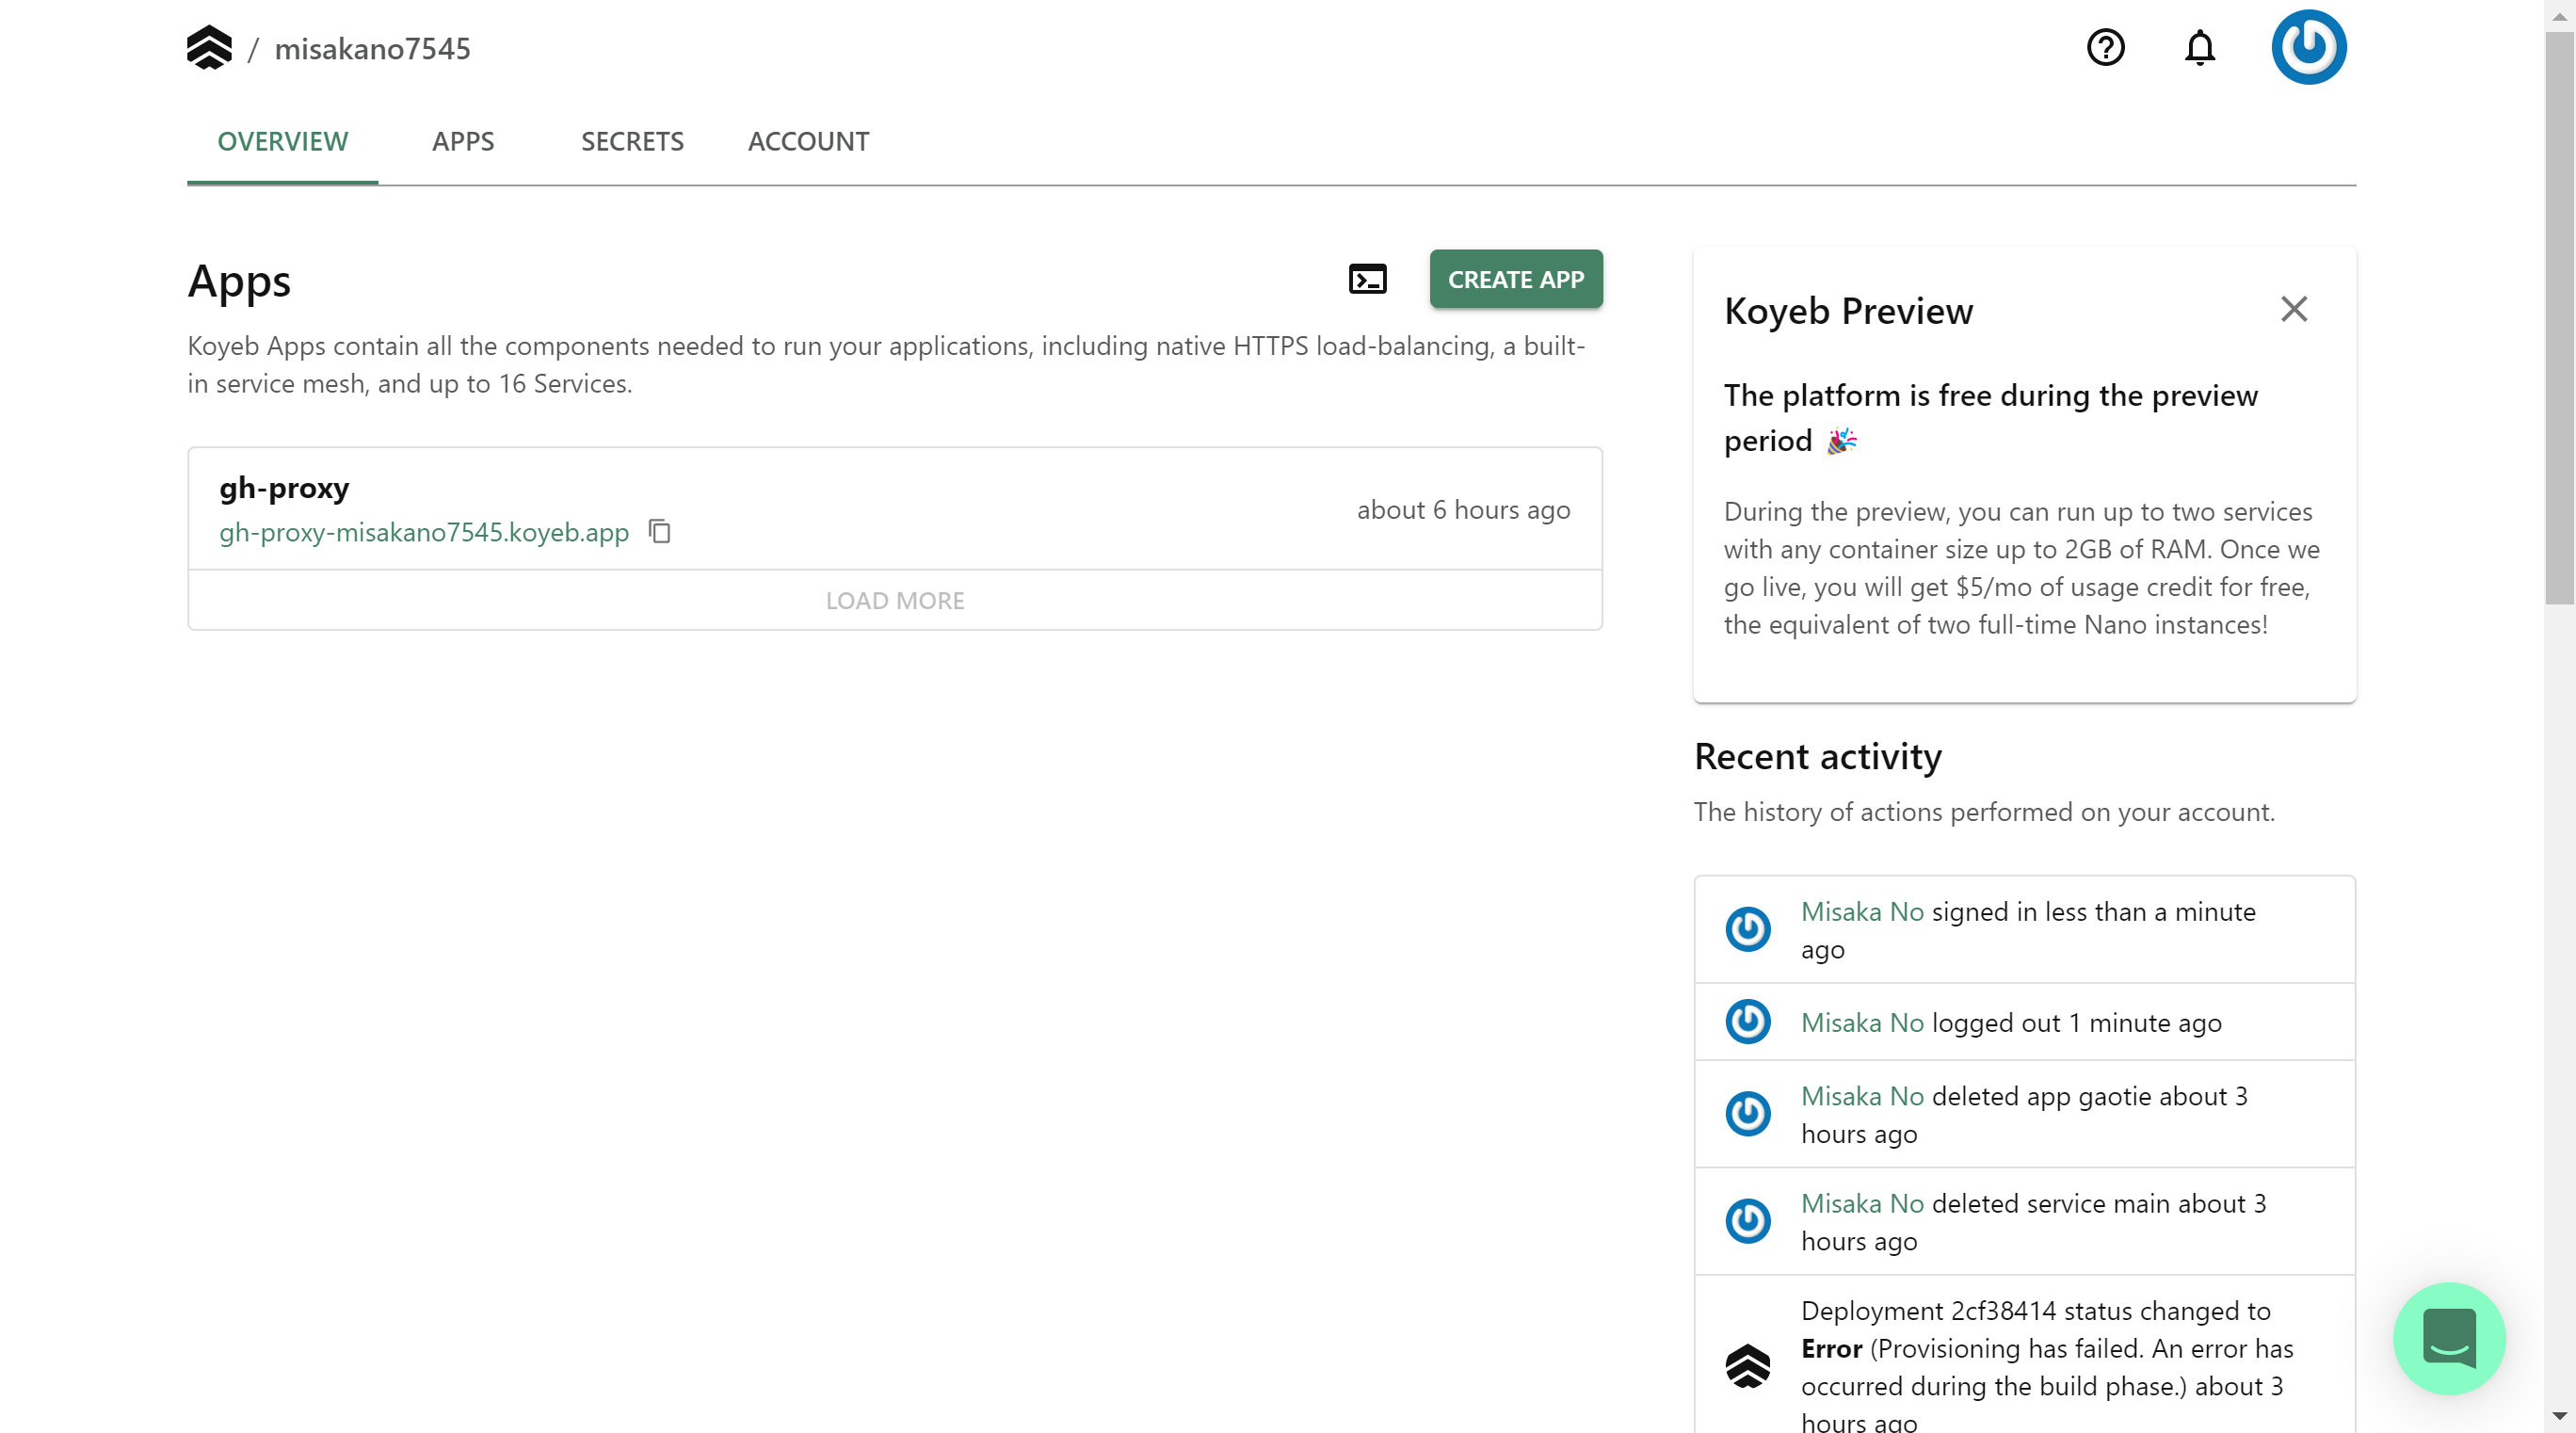 / misakano7545
OVERVIEW
APPS
SECRETS
ACCOUNT
Apps
CREATE APP
Koyeb Apps contain all the components needed to run your applications, including native HTTPS load-balancing, a built-
in service mesh, and up to 16 Services.
gh-proxy
gh-proxy-misakano7545.koyeb.app
about 6 hours ago
LOAD MORE
Koyeb Preview
The platform is free during the preview
period 🎉
During the preview, you can run up to two services
with any container size up to 2GB of RAM. Once we
go live, you will get $5/mo of usage credit for free,
the equivalent of two full-time Nano instances!
Recent activity
The history of actions performed on your account.
Misaka No signed in less than a minute
ago
Misaka No logged out 1 minute ago
Misaka No deleted app gaotie about 3
hours ago
Misaka No deleted service main about 3
hours ago
Deployment 2cf38414 status changed to
Error (Provisioning has failed. An error has
occurred during the build phase.) about 3
hours ago